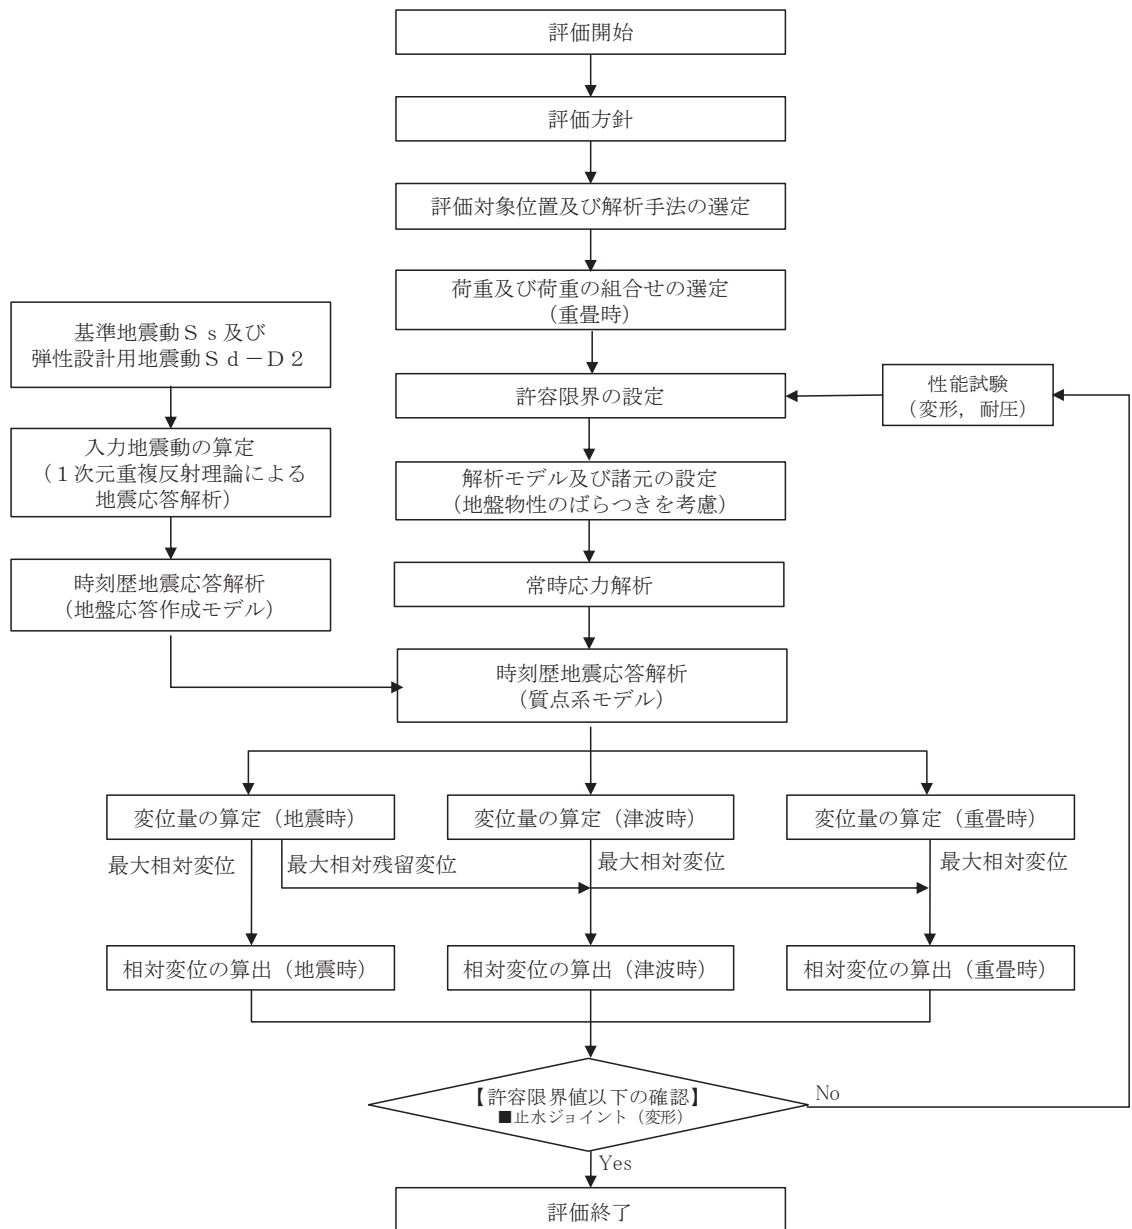 評価開始
評価方針
評価対象位置及び解析手法の選定
荷重及び荷重の組合せの選定
（重畳時）
基準地震動Ｓｓ及び
弾性設計用地震動Ｓｄ－Ｄ２
許容限界の設定
性能試験
（変形，耐圧）
入力地震動の算定
（１次元重複反射理論による
地震応答解析）
解析モデル及び諸元の設定
（地盤物性のばらつきを考慮）
時刻歴地震応答解析
（地盤応答作成モデル）
常時応力解析
時刻歴地震応答解析
（質点系モデル）
変位量の算定（地震時）
変位量の算定（津波時）
変位量の算定（重畳時）
最大相対変位
最大相対残留変位
最大相対変位
最大相対変位
相対変位の算出（地震時）
相対変位の算出（津波時）
相対変位の算出（重畳時）
【許容限界値以下の確認】
■止水ジョイント（変形）
No
Yes
評価終了